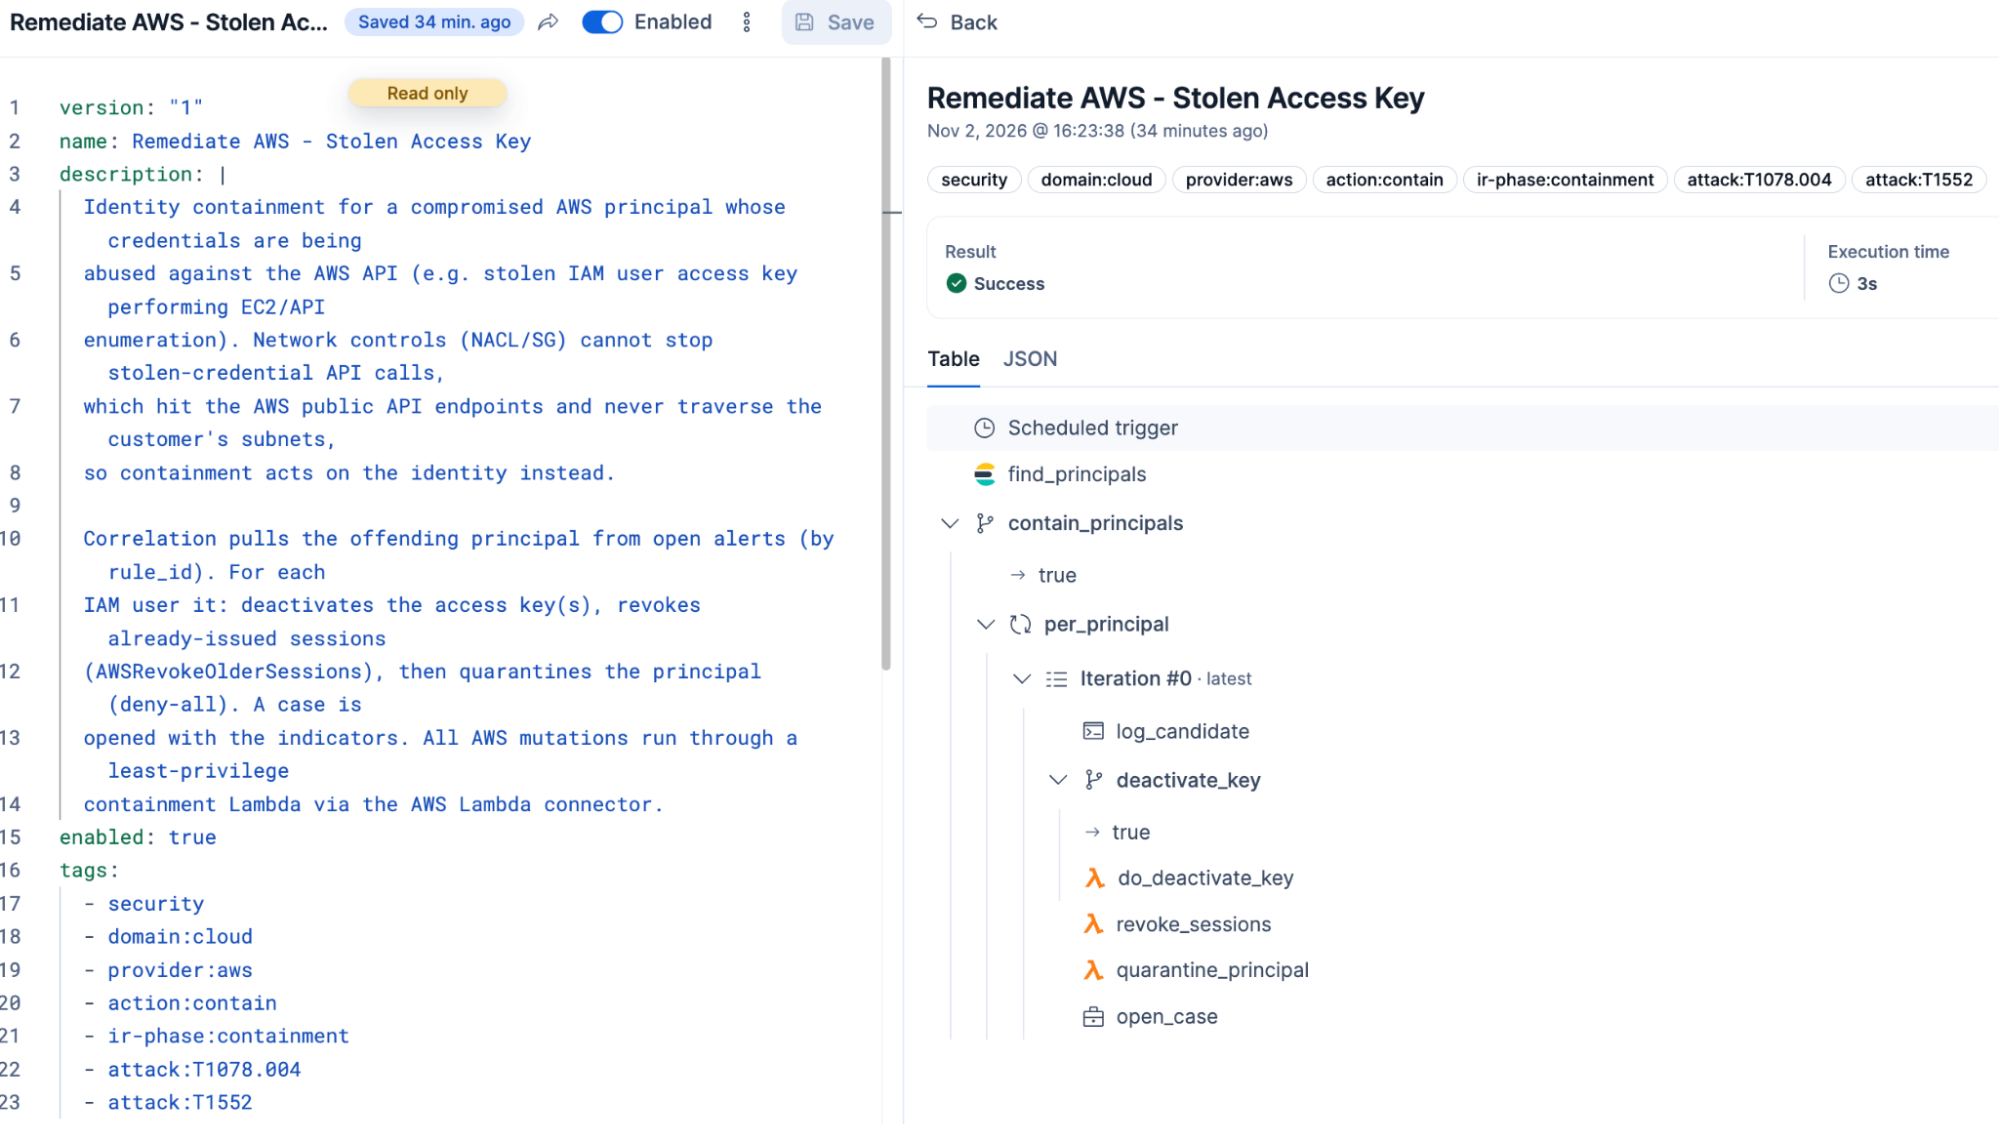 Remediate AWS - Stolen Ac...
Saved 34 min. ago
Enabled
Save
Read only
1 version: "1"
2 name: Remediate AWS - Stolen Access Key
3 description: |
4 Identity containment for a compromised AWS principal whose
credentials are being
5 abused against the AWS API (e.g. stolen IAM user access key
performing EC2/API
6 enumeration). Network controls (NACL/SG) cannot stop
stolen-credential API calls,
7 which hit the AWS public API endpoints and never traverse the
customer's subnets,
8 so containment acts on the identity instead.
9
10 Correlation pulls the offending principal from open alerts (by
rule_id). For each
11 IAM user it: deactivates the access key(s), revokes
already-issued sessions
12 (AWSRevokeOlderSessions), then quarantines the principal
(deny-all). A case is
13 opened with the indicators. All AWS mutations run through a
least-privilege
14 containment Lambda via the AWS Lambda connector.
15 enabled: true
16 tags:
17 - security
18 - domain:cloud
19 - provider:aws
20 - action:contain
21 - ir-phase:containment
22 - attack:T1078.004
23 - attack:T1552
Back
Remediate AWS - Stolen Access Key
Nov 2, 2026 @ 16:23:38 (34 minutes ago)
security domain:cloud provider:aws action:contain ir-phase:containment attack:T1078.004 attack:T1552
Result
Success
Execution time
3s
Table JSON
Scheduled trigger
find_principals
contain_principals
→ true
per_principal
Iteration #0 · latest
log_candidate
deactivate_key
→ true
do_deactivate_key
revoke_sessions
quarantine_principal
open_case